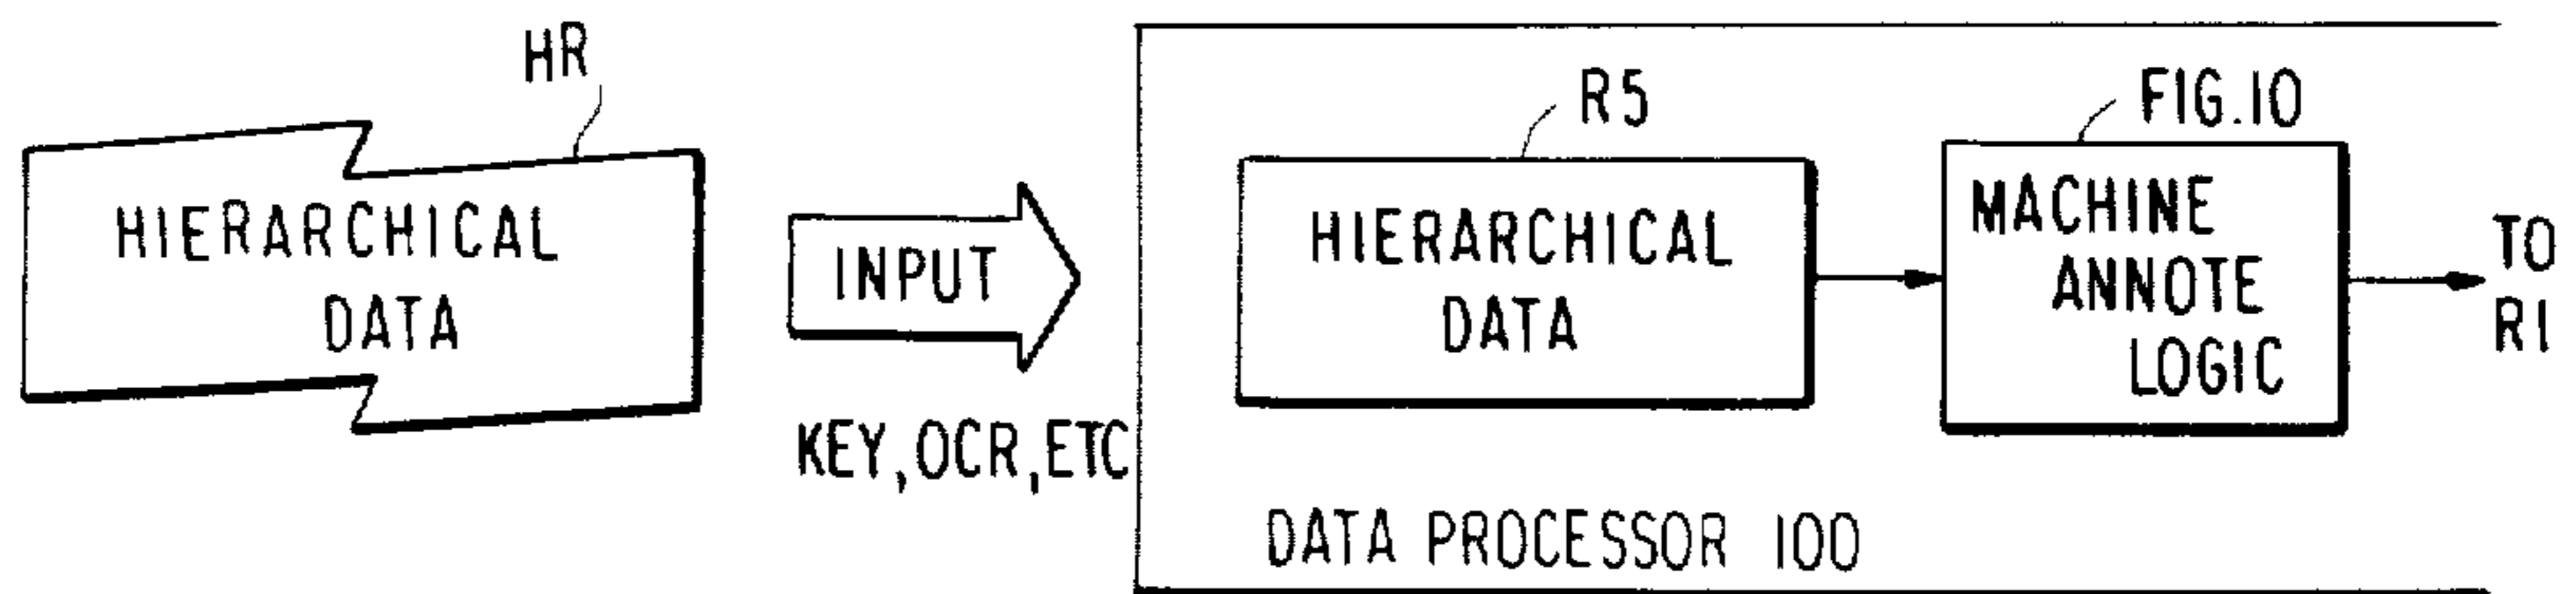 HR
HIERARCHICAL
DATA
INPUT
KEY,OCR,ETC
R5
HIERARCHICAL
DATA
FIG.10
MACHINE
ANNOTE
LOGIC
TO
R1
DATA PROCESSOR 100